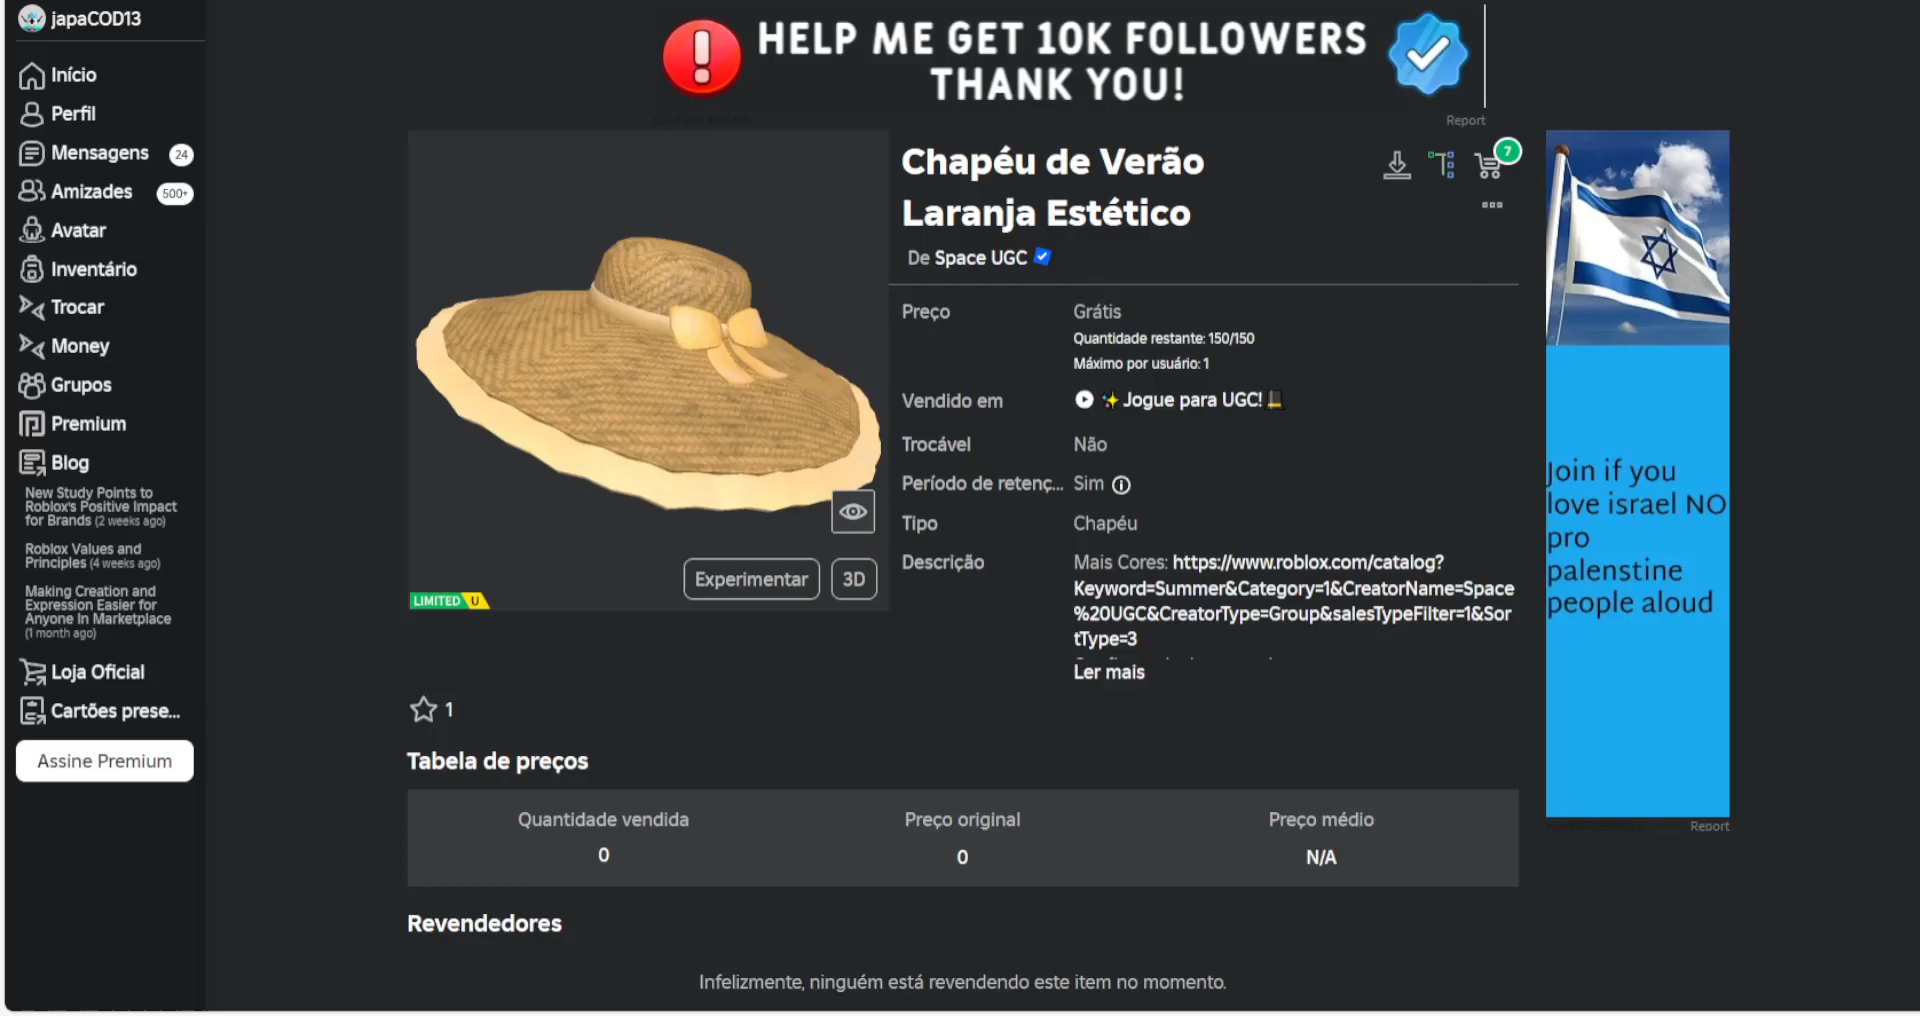 japaCOD13
HELP ME GET 10K FOLLOWERS
THANK YOU!
Report
Início
Perfil
Mensagens 24
Amizades 500+
Avatar
Inventário
Trocar
Money
Grupos
Premium
Blog
New Study Points to
Roblox's Positive Impact
for Brands (2 weeks ago)
Roblox Values and
Principles (4 weeks ago)
Making Creation and
Expression Easier for
Anyone In Marketplace
(1 month ago)
Loja Oficial
Cartões prese...
Assine Premium
LIMITED U
Experimentar
3D
Chapéu de Verão
Laranja Estético
7
De Space UGC
Preço Grátis
Quantidade restante: 150/150
Máximo por usuário: 1
Vendido em ✨ Jogue para UGC!
Trocável Não
Período de retenç... Sim
Tipo Chapéu
Descrição Mais Cores: https://www.roblox.com/catalog?
Keyword=Summer&Category=1&CreatorName=Space
%20UGC&CreatorType=Group&salesTypeFilter=1&Sor
tType=3
Ler mais
1
Tabela de preços
Quantidade vendida Preço original Preço médio
0 0 N/A
Revendedores
Infelizmente, ninguém está revendendo este item no momento.
Join if you
love israel NO
pro
palenstine
people aloud
Report